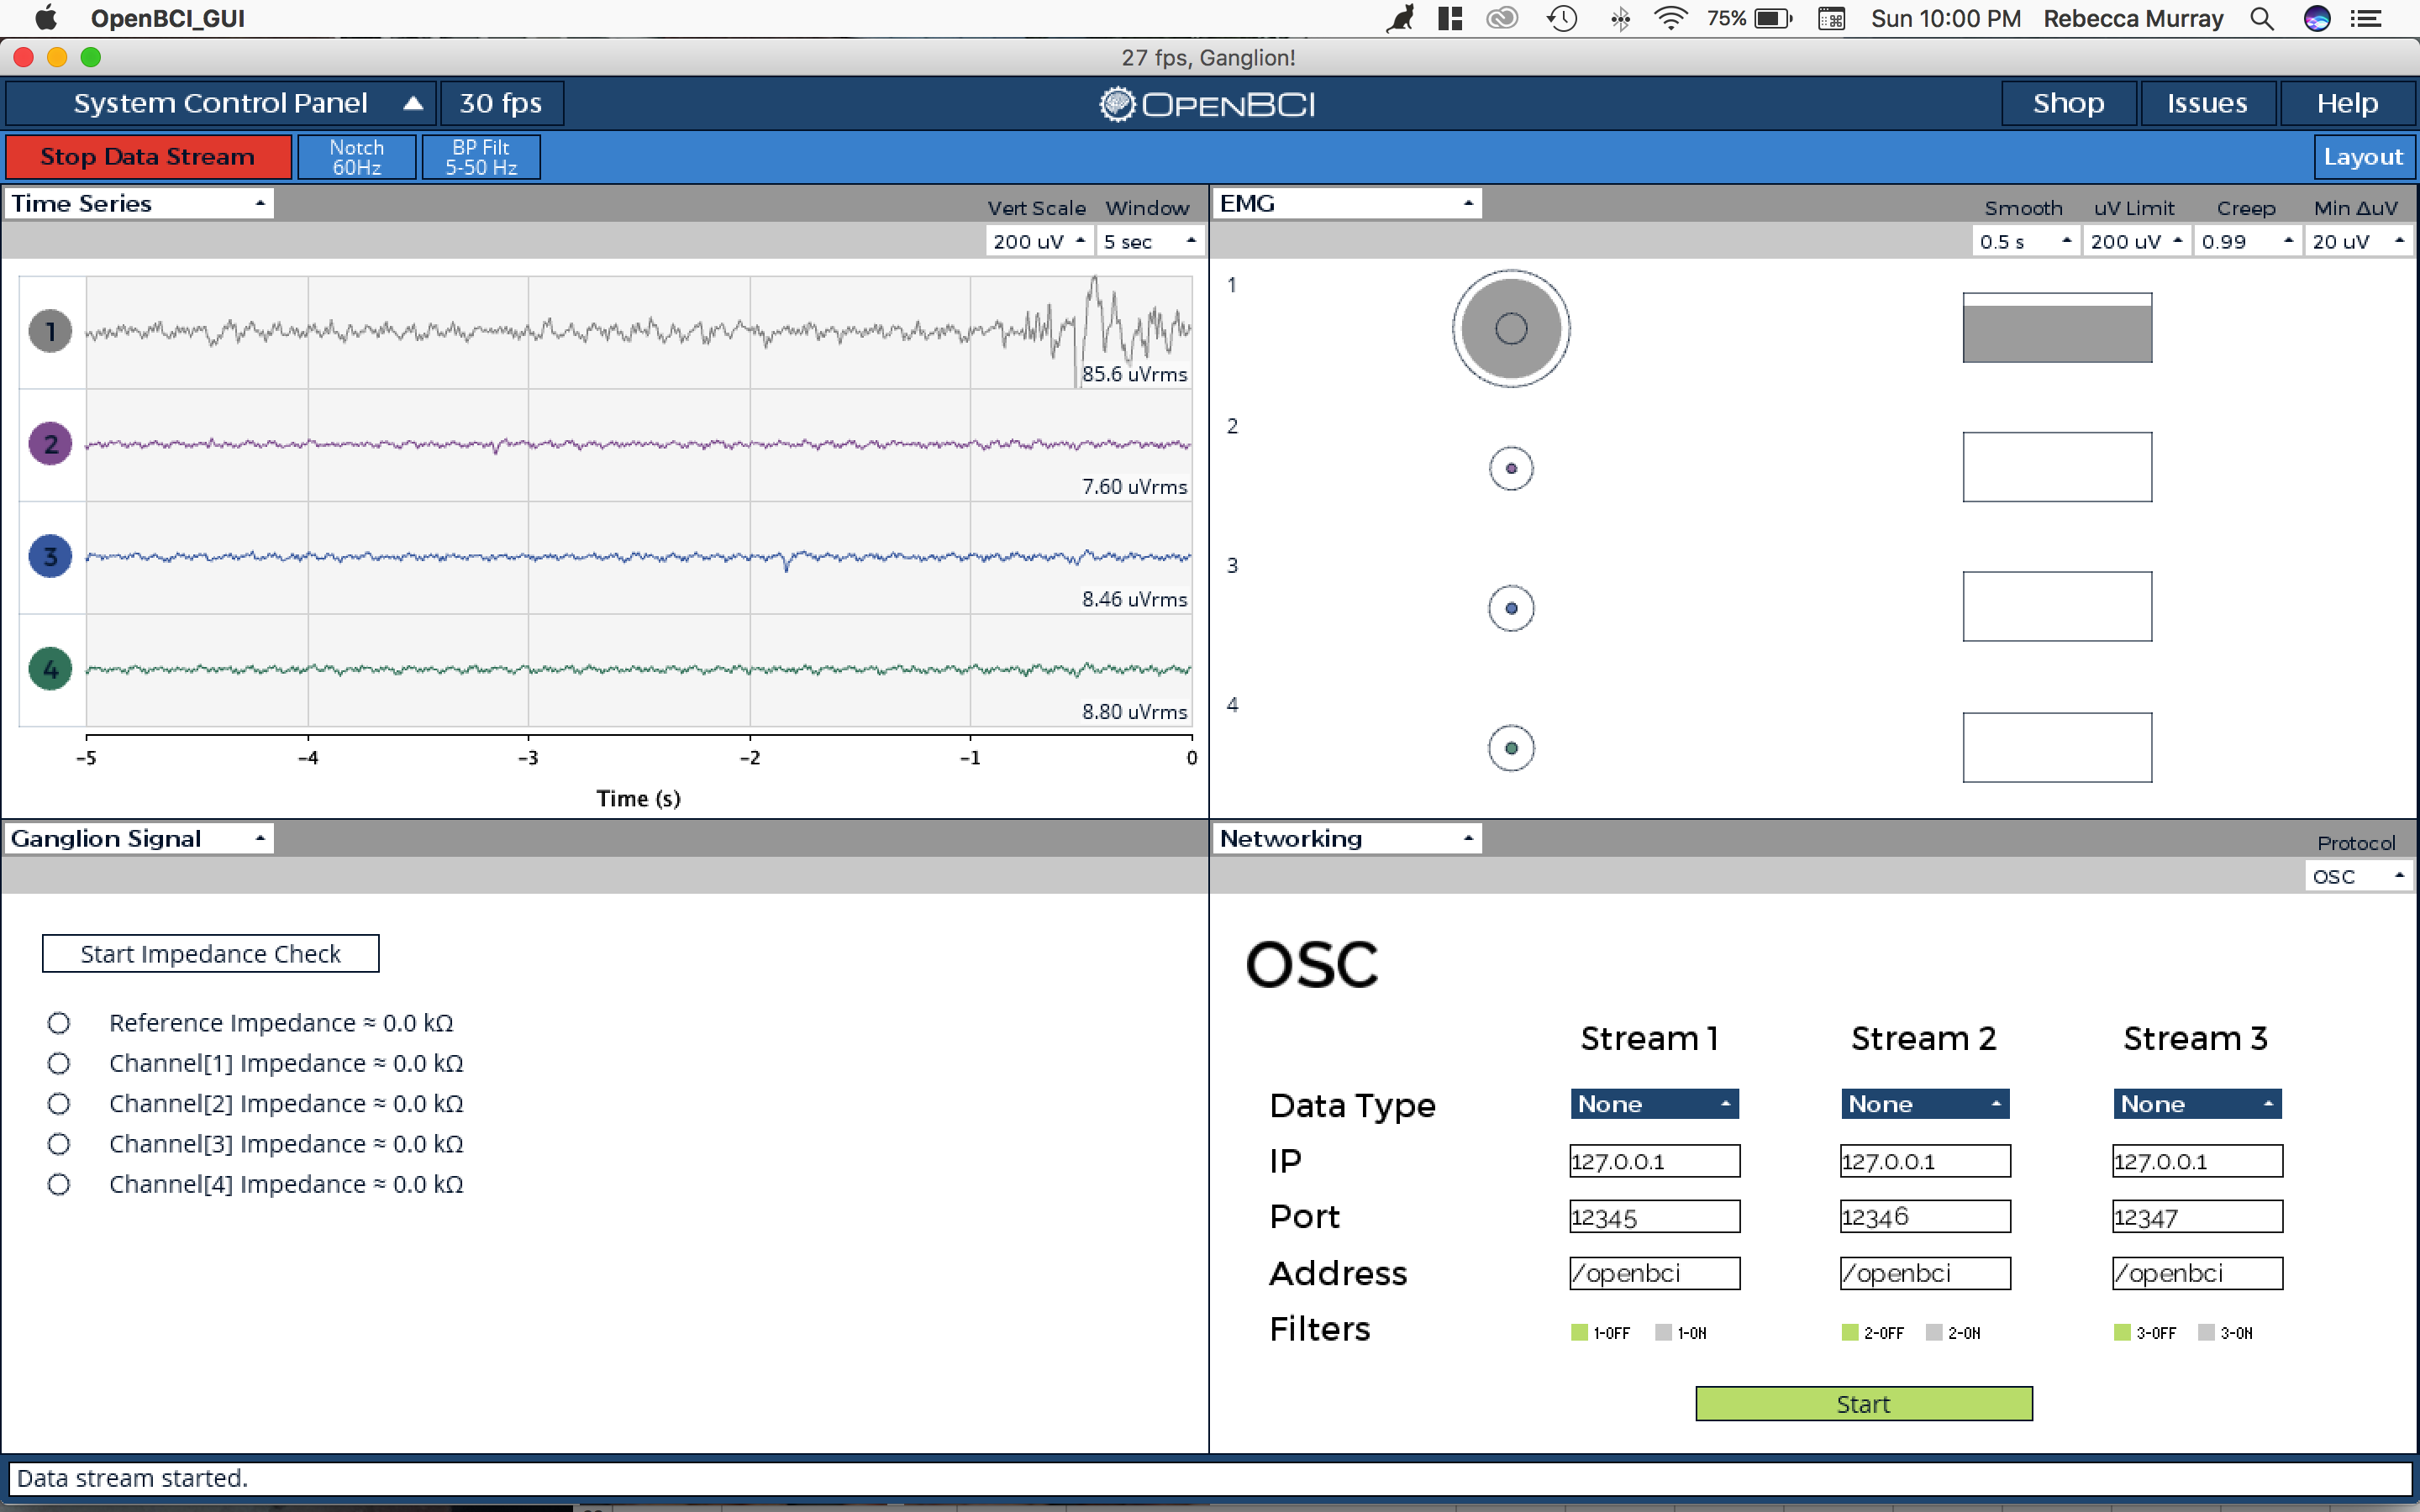 OpenBCI_GUI
75%
Sun 10:00 PM
Rebecca Murray
27 fps, Ganglion!
System Control Panel
30 fps
OPENBCI
Shop
Issues
Help
Stop Data Stream
Notch
60Hz
BP Filt
5-50 Hz
Layout
Time Series
Vert Scale
Window
200 uV
5 sec
1
85.6 uVrms
2
7.60 uVrms
3
8.46 uVrms
4
8.80 uVrms
-5 -4 -3 -2 -1 0
Time (s)
EMG
Smooth
uV Limit
Creep
Min ΔuV
0.5 s
200 uV
0.99
20 uV
1
2
3
4
Ganglion Signal
Start Impedance Check
Reference Impedance ≈ 0.0 kΩ
Channel[1] Impedance ≈ 0.0 kΩ
Channel[2] Impedance ≈ 0.0 kΩ
Channel[3] Impedance ≈ 0.0 kΩ
Channel[4] Impedance ≈ 0.0 kΩ
Networking
Protocol
OSC
OSC
Stream 1 Stream 2 Stream 3
Data Type None None None
IP 127.0.0.1 127.0.0.1 127.0.0.1
Port 12345 12346 12347
Address /openbci /openbci /openbci
Filters 1-OFF 1-ON 2-OFF 2-ON 3-OFF 3-ON
Start
Data stream started.